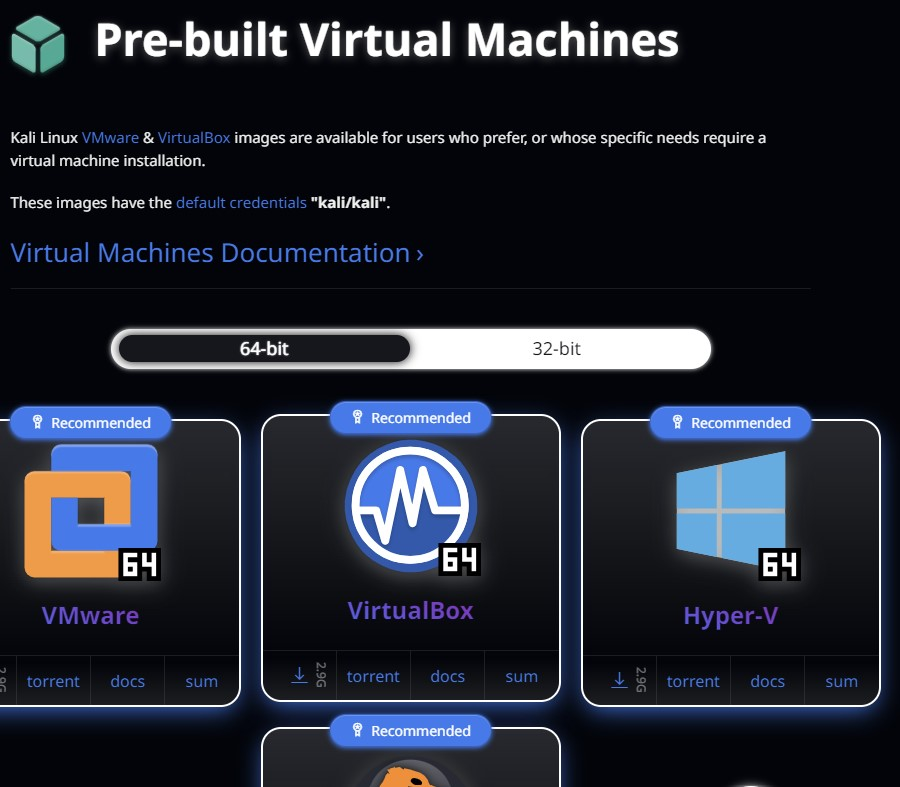 Pre-built Virtual Machines
Kali Linux VMware & VirtualBox images are available for users who prefer, or whose specific needs require a
virtual machine installation.
These images have the default credentials "kali/kali".
Virtual Machines Documentation ›
64-bit
32-bit
Recommended
64
VMware
2.9G
torrent
docs
sum
Recommended
64
VirtualBox
2.9G
torrent
docs
sum
Recommended
64
Hyper-V
2.9G
torrent
docs
sum
Recommended